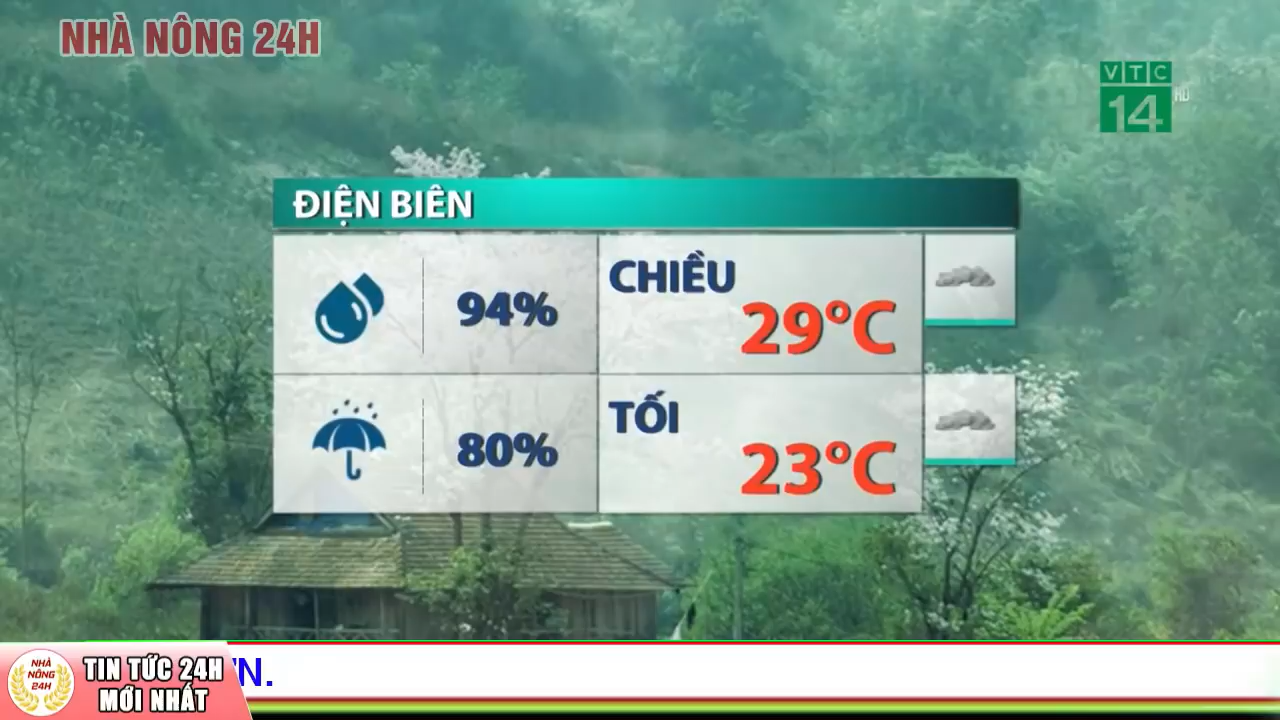 NHÀ NÔNG 24H
VTC
14
HD
ĐIỆN BIÊN
94%
CHIỀU
29°C
80%
TỐI
23°C
NHÀ
NÔNG
24H
TIN TỨC 24H
MỚI NHẤT
N.